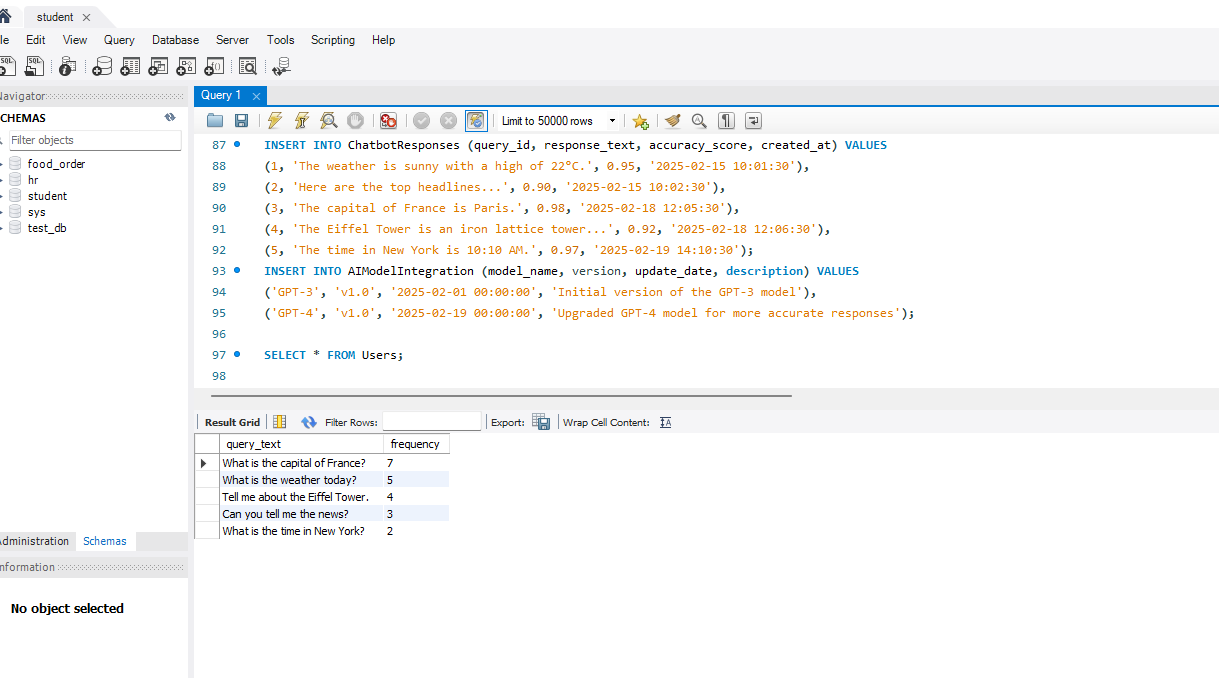 student
le Edit View Query Database Server Tools Scripting Help
SQL SQL
Navigator
Query 1
CHEMAS
Filter objects
food_order
hr
student
sys
test_db
Limit to 50000 rows
87 INSERT INTO ChatbotResponses (query_id, response_text, accuracy_score, created_at) VALUES
88 (1, 'The weather is sunny with a high of 22°C.', 0.95, '2025-02-15 10:01:30'),
89 (2, 'Here are the top headlines...', 0.90, '2025-02-15 10:02:30'),
90 (3, 'The capital of France is Paris.', 0.98, '2025-02-18 12:05:30'),
91 (4, 'The Eiffel Tower is an iron lattice tower...', 0.92, '2025-02-18 12:06:30'),
92 (5, 'The time in New York is 10:10 AM.', 0.97, '2025-02-19 14:10:30');
93 INSERT INTO AIModelIntegration (model_name, version, update_date, description) VALUES
94 ('GPT-3', 'v1.0', '2025-02-01 00:00:00', 'Initial version of the GPT-3 model'),
95 ('GPT-4', 'v1.0', '2025-02-19 00:00:00', 'Upgraded GPT-4 model for more accurate responses');
96
97 SELECT * FROM Users;
98
Result Grid Filter Rows: Export: Wrap Cell Content:
query_text frequency
What is the capital of France? 7
What is the weather today? 5
Tell me about the Eiffel Tower. 4
Can you tell me the news? 3
What is the time in New York? 2
Administration Schemas
nformation
No object selected